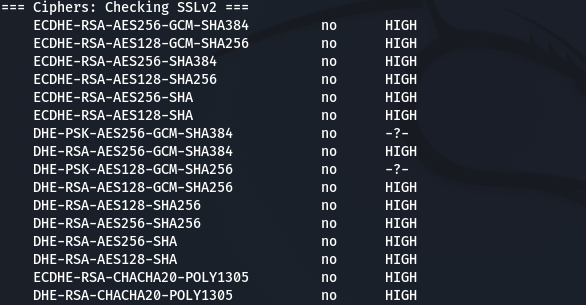 === Ciphers: Checking SSLv2 ===
ECDHE-RSA-AES256-GCM-SHA384 no HIGH
ECDHE-RSA-AES128-GCM-SHA256 no HIGH
ECDHE-RSA-AES256-SHA384 no HIGH
ECDHE-RSA-AES128-SHA256 no HIGH
ECDHE-RSA-AES256-SHA no HIGH
ECDHE-RSA-AES128-SHA no HIGH
DHE-PSK-AES256-GCM-SHA384 no -?-
DHE-RSA-AES256-GCM-SHA384 no HIGH
DHE-PSK-AES128-GCM-SHA256 no -?-
DHE-RSA-AES128-GCM-SHA256 no HIGH
DHE-RSA-AES128-SHA256 no HIGH
DHE-RSA-AES256-SHA256 no HIGH
DHE-RSA-AES256-SHA no HIGH
DHE-RSA-AES128-SHA no HIGH
ECDHE-RSA-CHACHA20-POLY1305 no HIGH
DHE-RSA-CHACHA20-POLY1305 no HIGH